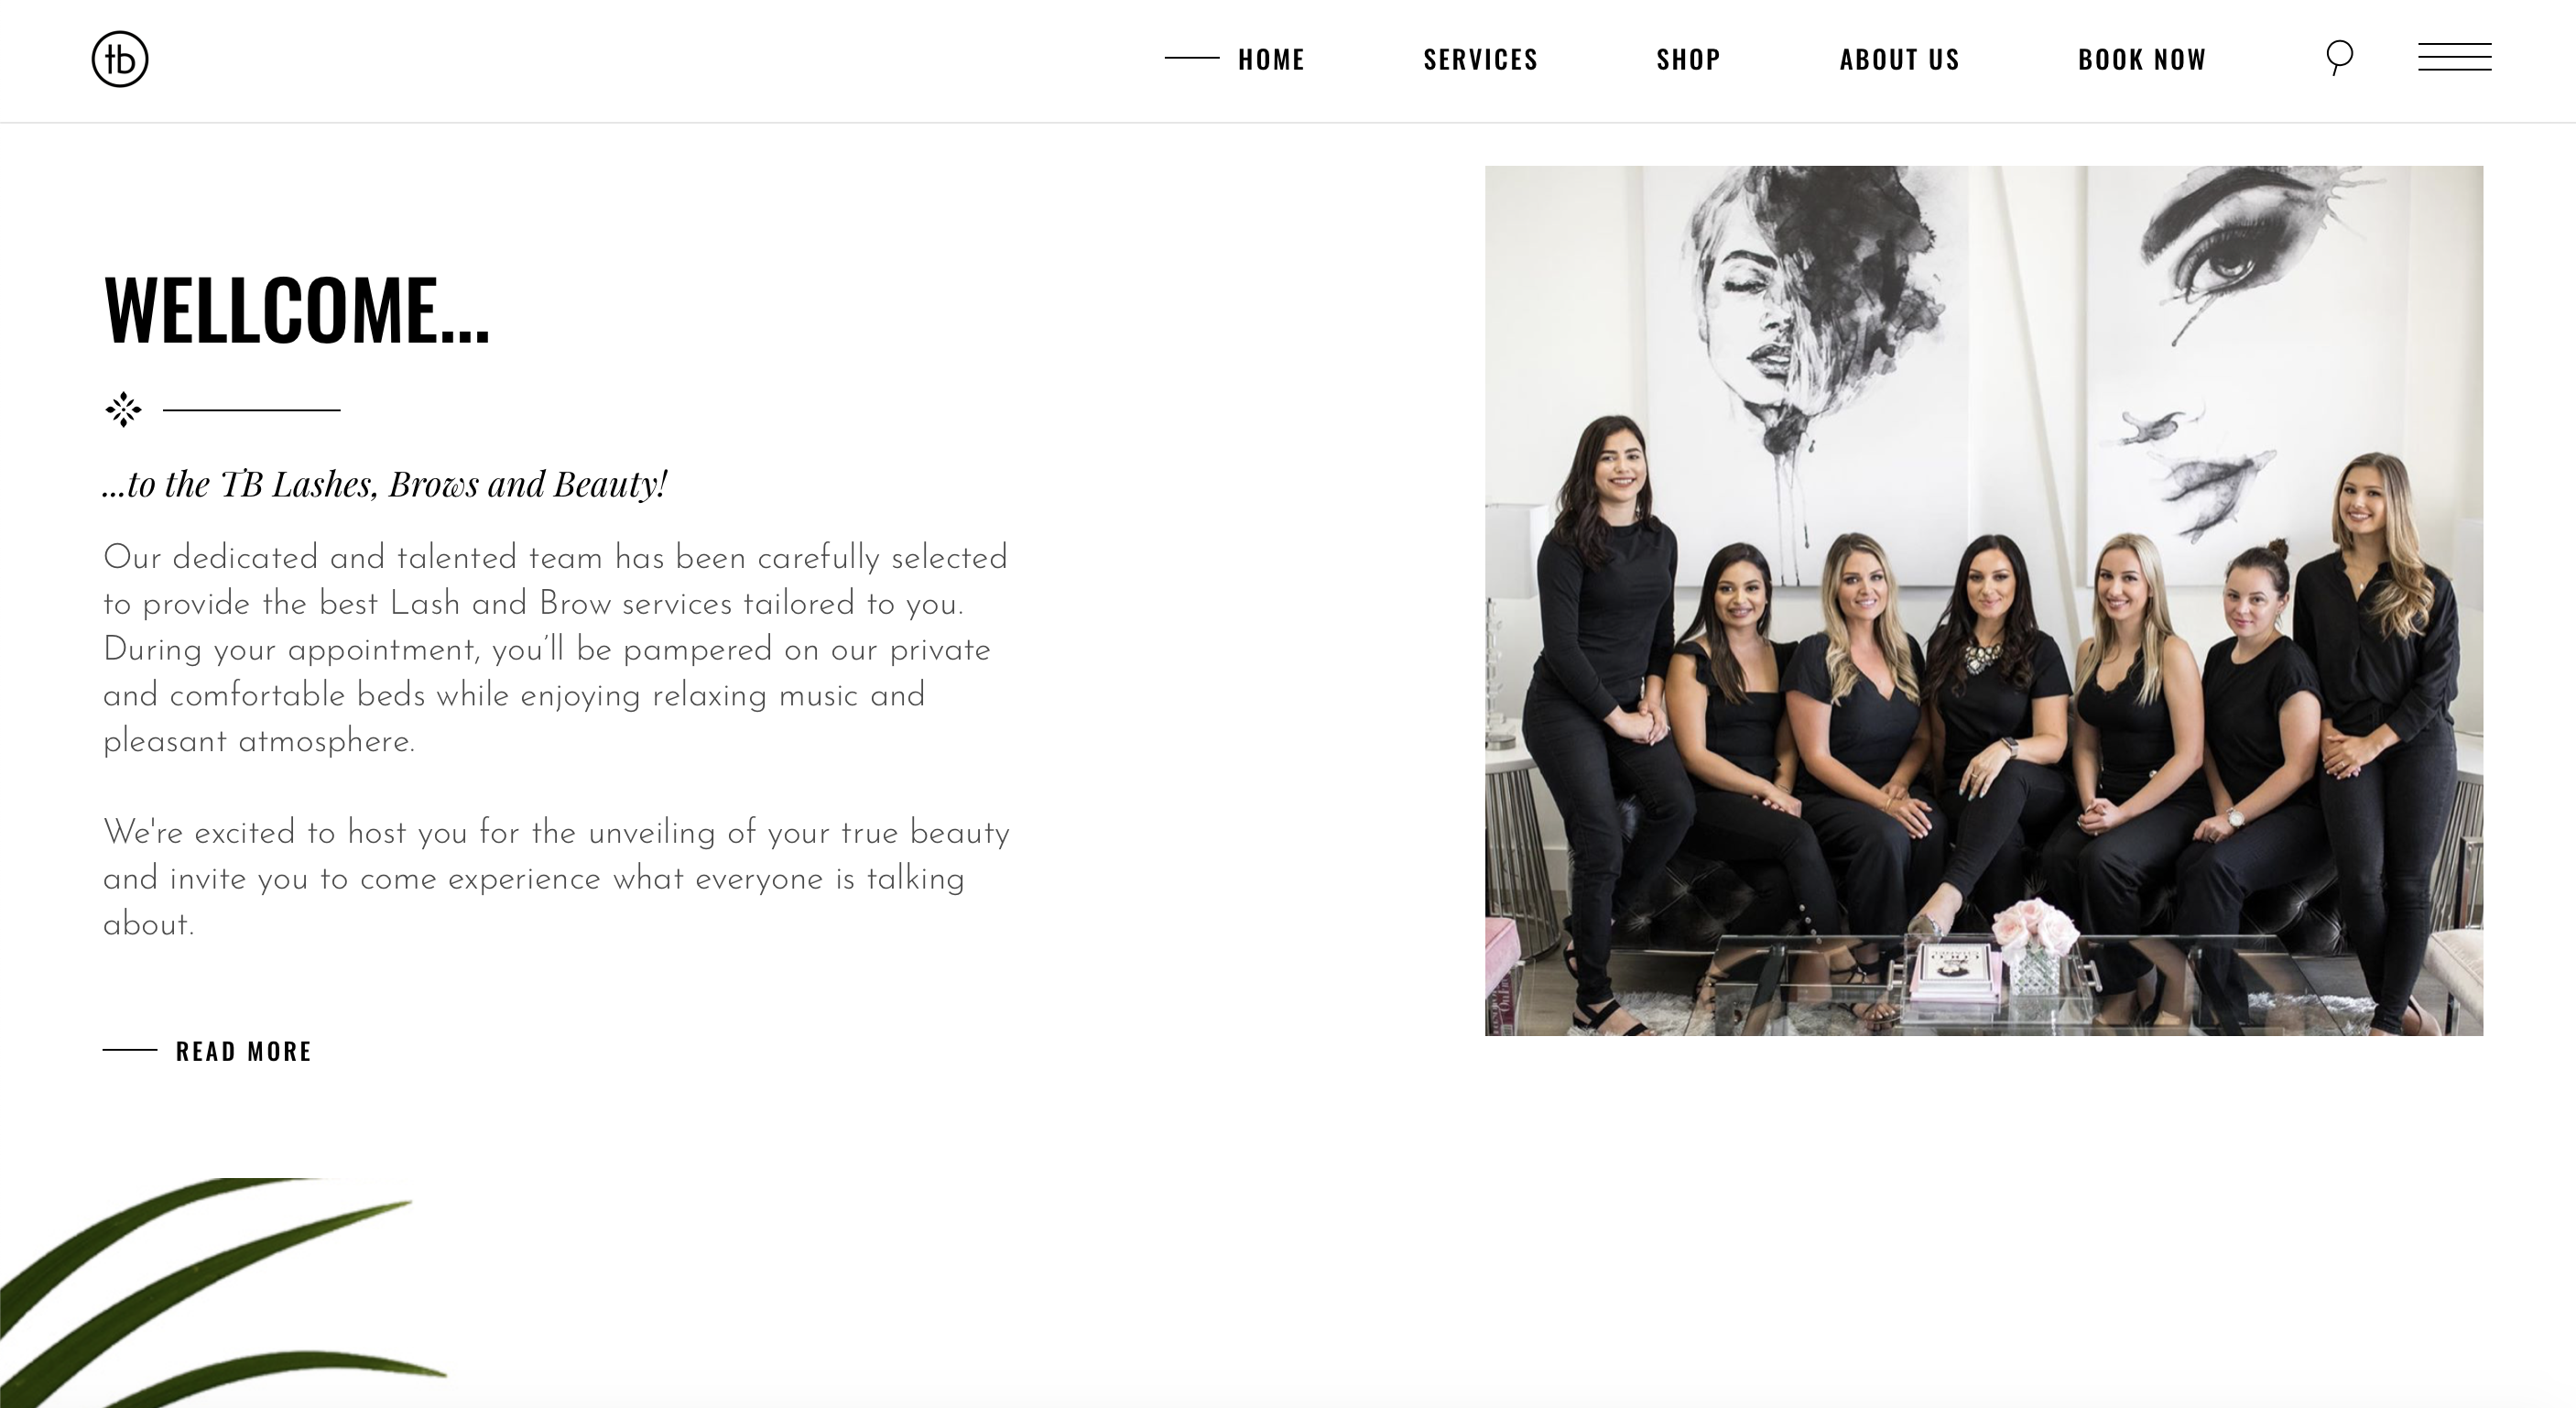 tb
HOME SERVICES SHOP ABOUT US BOOK NOW
WELLCOME...
...to the TB Lashes, Brows and Beauty!
Our dedicated and talented team has been carefully selected
to provide the best Lash and Brow services tailored to you.
During your appointment, you’ll be pampered on our private
and comfortable beds while enjoying relaxing music and
pleasant atmosphere.
We're excited to host you for the unveiling of your true beauty
and invite you to come experience what everyone is talking
about.
READ MORE